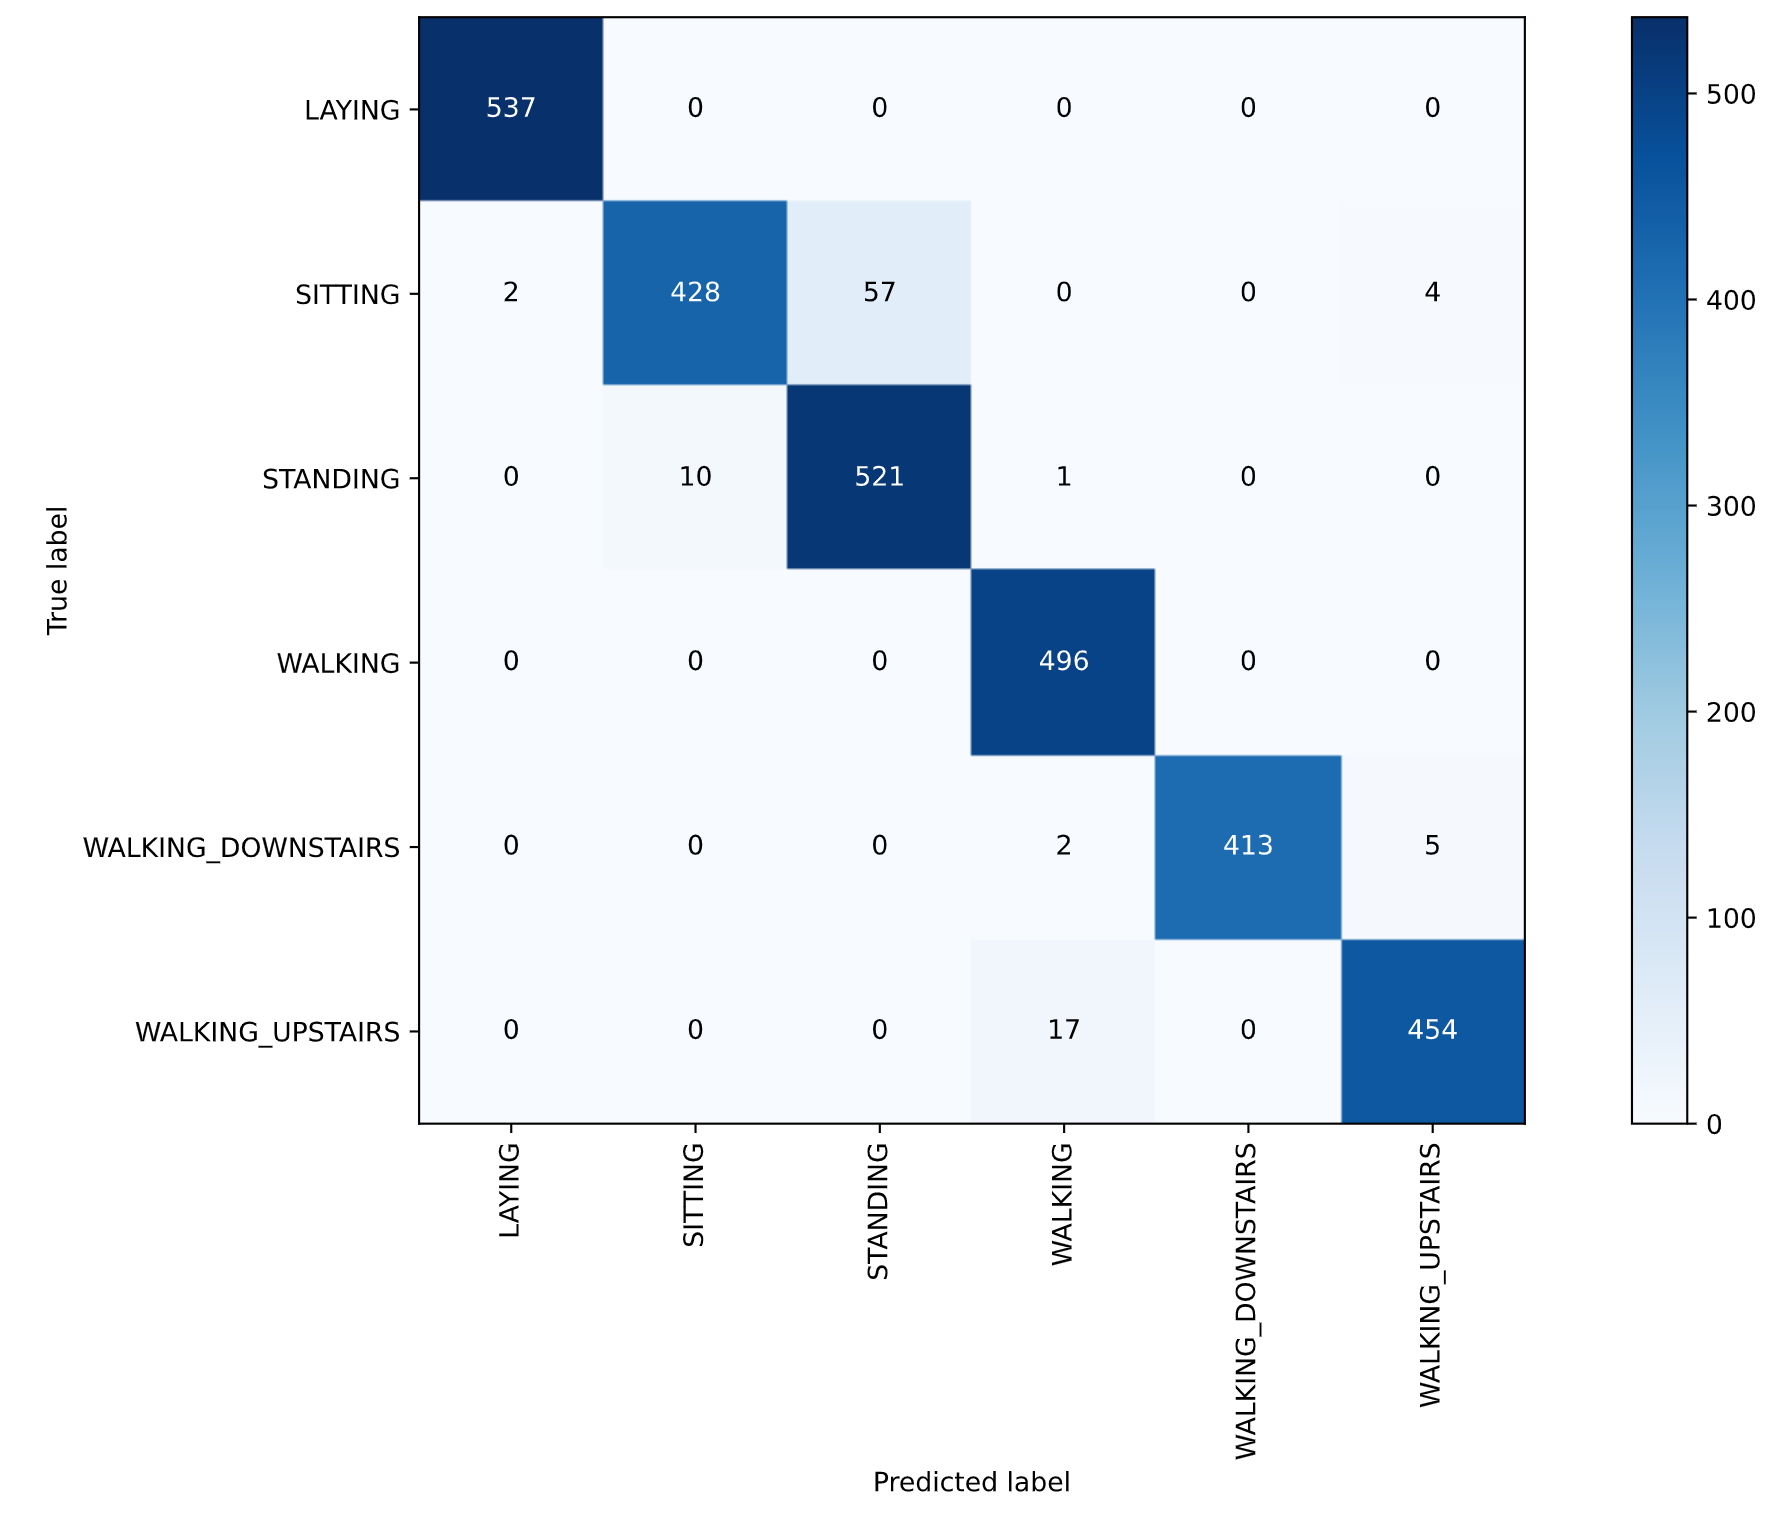 LAYING 537 0 0 0 0 0
SITTING 2 428 57 0 0 4
STANDING 0 10 521 1 0 0
WALKING 0 0 0 496 0 0
WALKING_DOWNSTAIRS 0 0 0 2 413 5
WALKING_UPSTAIRS 0 0 0 17 0 454
True label
LAYING
SITTING
STANDING
WALKING
WALKING_DOWNSTAIRS
WALKING_UPSTAIRS
Predicted label
500
400
300
200
100
0